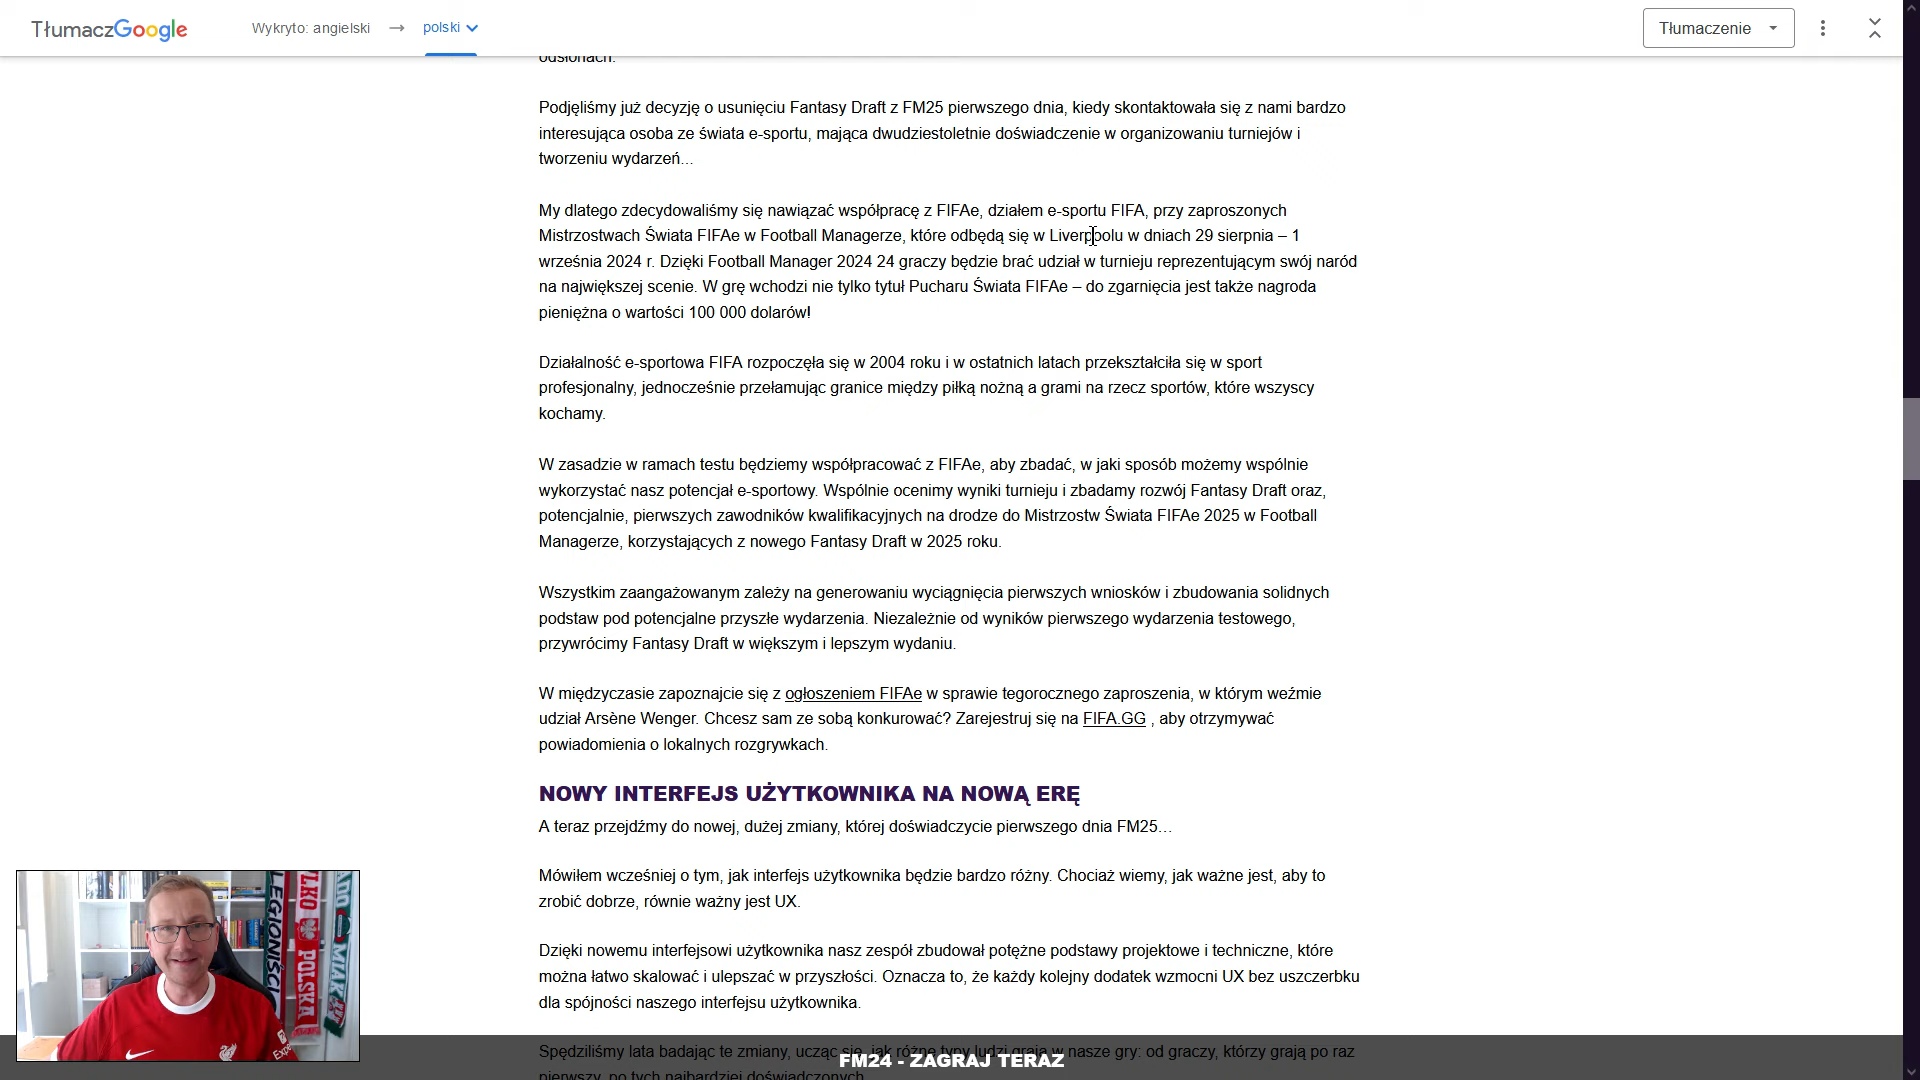 TłumaczGoogle
Wykryto: angielski → polski
Tłumaczenie
odsłonach.
Podjęliśmy już decyzję o usunięciu Fantasy Draft z FM25 pierwszego dnia, kiedy skontaktowała się z nami bardzo
interesująca osoba ze świata e-sportu, mająca dwudziestoletnie doświadczenie w organizowaniu turniejów i
tworzeniu wydarzeń...
My dlatego zdecydowaliśmy się nawiązać współpracę z FIFAe, działem e-sportu FIFA, przy zaproszonych
Mistrzostwach Świata FIFAe w Football Managerze, które odbędą się w Liverpoolu w dniach 29 sierpnia – 1
września 2024 r. Dzięki Football Manager 2024 24 graczy będzie brać udział w turnieju reprezentującym swój naród
na największej scenie. W grę wchodzi nie tylko tytuł Pucharu Świata FIFAe – do zgarnięcia jest także nagroda
pieniężna o wartości 100 000 dolarów!
Działalność e-sportowa FIFA rozpoczęła się w 2004 roku i w ostatnich latach przekształciła się w sport
profesjonalny, jednocześnie przełamując granice między piłką nożną a grami na rzecz sportów, które wszyscy
kochamy.
W zasadzie w ramach testu będziemy współpracować z FIFAe, aby zbadać, w jaki sposób możemy wspólnie
wykorzystać nasz potencjał e-sportowy. Wspólnie ocenimy wyniki turnieju i zbadamy rozwój Fantasy Draft oraz,
potencjalnie, pierwszych zawodników kwalifikacyjnych na drodze do Mistrzostw Świata FIFAe 2025 w Football
Managerze, korzystających z nowego Fantasy Draft w 2025 roku.
Wszystkim zaangażowanym zależy na generowaniu wyciągnięcia pierwszych wniosków i zbudowania solidnych
podstaw pod potencjalne przyszłe wydarzenia. Niezależnie od wyników pierwszego wydarzenia testowego,
przywrócimy Fantasy Draft w większym i lepszym wydaniu.
W międzyczasie zapoznajcie się z ogłoszeniem FIFAe w sprawie tegorocznego zaproszenia, w którym weźmie
udział Arsène Wenger. Chcesz sam ze sobą konkurować? Zarejestruj się na FIFA.GG , aby otrzymywać
powiadomienia o lokalnych rozgrywkach.
NOWY INTERFEJS UŻYTKOWNIKA NA NOWĄ ERĘ
A teraz przejdźmy do nowej, dużej zmiany, której doświadczycie pierwszego dnia FM25…
Mówiłem wcześniej o tym, jak interfejs użytkownika będzie bardzo różny. Chociaż wiemy, jak ważne jest, aby to
zrobić dobrze, równie ważny jest UX.
Dzięki nowemu interfejsowi użytkownika nasz zespół zbudował potężne podstawy projektowe i techniczne, które
można łatwo skalować i ulepszać w przyszłości. Oznacza to, że każdy kolejny dodatek wzmocni UX bez uszczerbku
dla spójności naszego interfejsu użytkownika.
Spędziliśmy lata badając te zmiany, ucząc się, jak różne typy ludzi grają w nasze gry: od graczy, którzy grają po raz
pierwszy, po tych najbardziej doświadczonych.
FM24 - ZAGRAJ TERAZ
LEGIONIŚCI
POLSKA